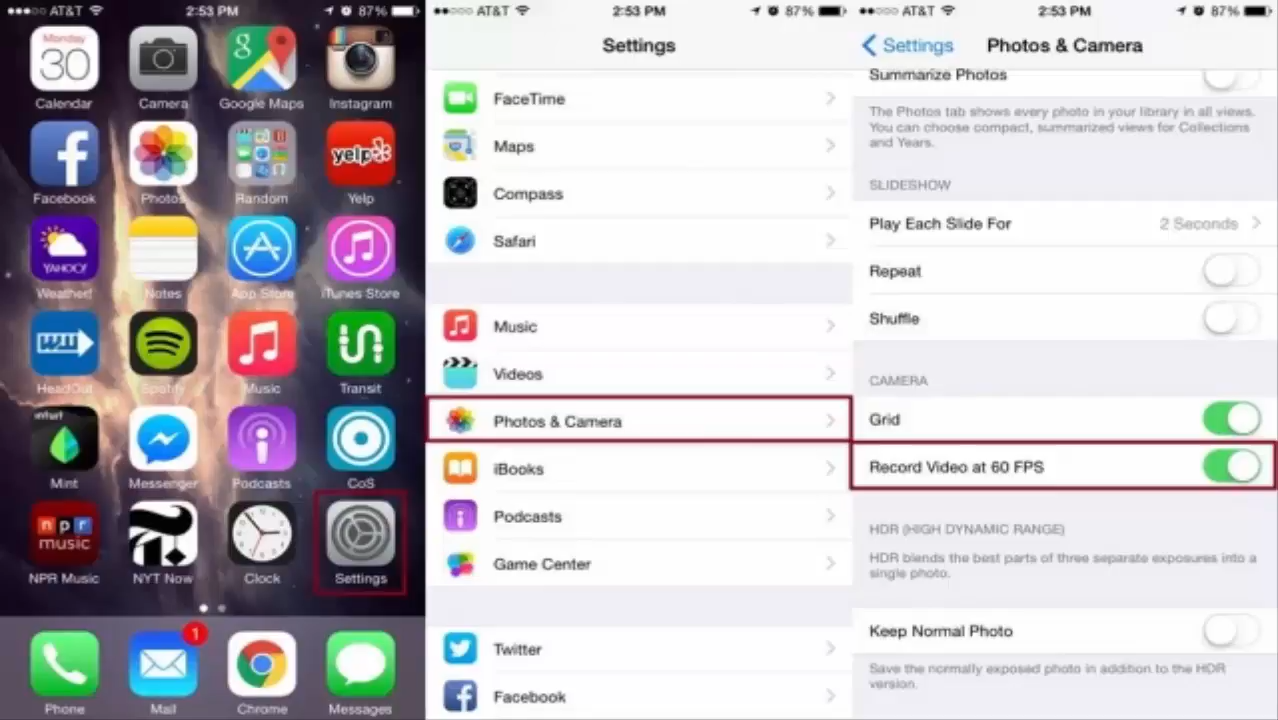 AT&T 2:53 PM 87%
Monday
30
Calendar
Camera
g
Google Maps
Instagram
f
Facebook
Photos
Random
yelp
Yelp
YAHOO!
Weather!
Notes
App Store
iTunes Store
HeadOut
Spotify
Music
Transit
intuit
Mint
Messenger
Podcasts
CoS
npr
music
NPR Music
NYT Now
Clock
Settings
Phone
1
Mail
Chrome
Messages
AT&T 2:53 PM 87%
Settings
FaceTime
Maps
Compass
Safari
Music
Videos
Photos & Camera
iBooks
Podcasts
Game Center
Twitter
f
Facebook
AT&T 2:53 PM 87%
Settings Photos & Camera
Summarize Photos
The Photos tab shows every photo in your library in all views.
You can choose compact, summarized views for Collections
and Years.
SLIDESHOW
Play Each Slide For 2 Seconds
Repeat
Shuffle
CAMERA
Grid
Record Video at 60 FPS
HDR (HIGH DYNAMIC RANGE)
HDR blends the best parts of three separate exposures into a
single photo.
Keep Normal Photo
Save the normally exposed photo in addition to the HDR
version.